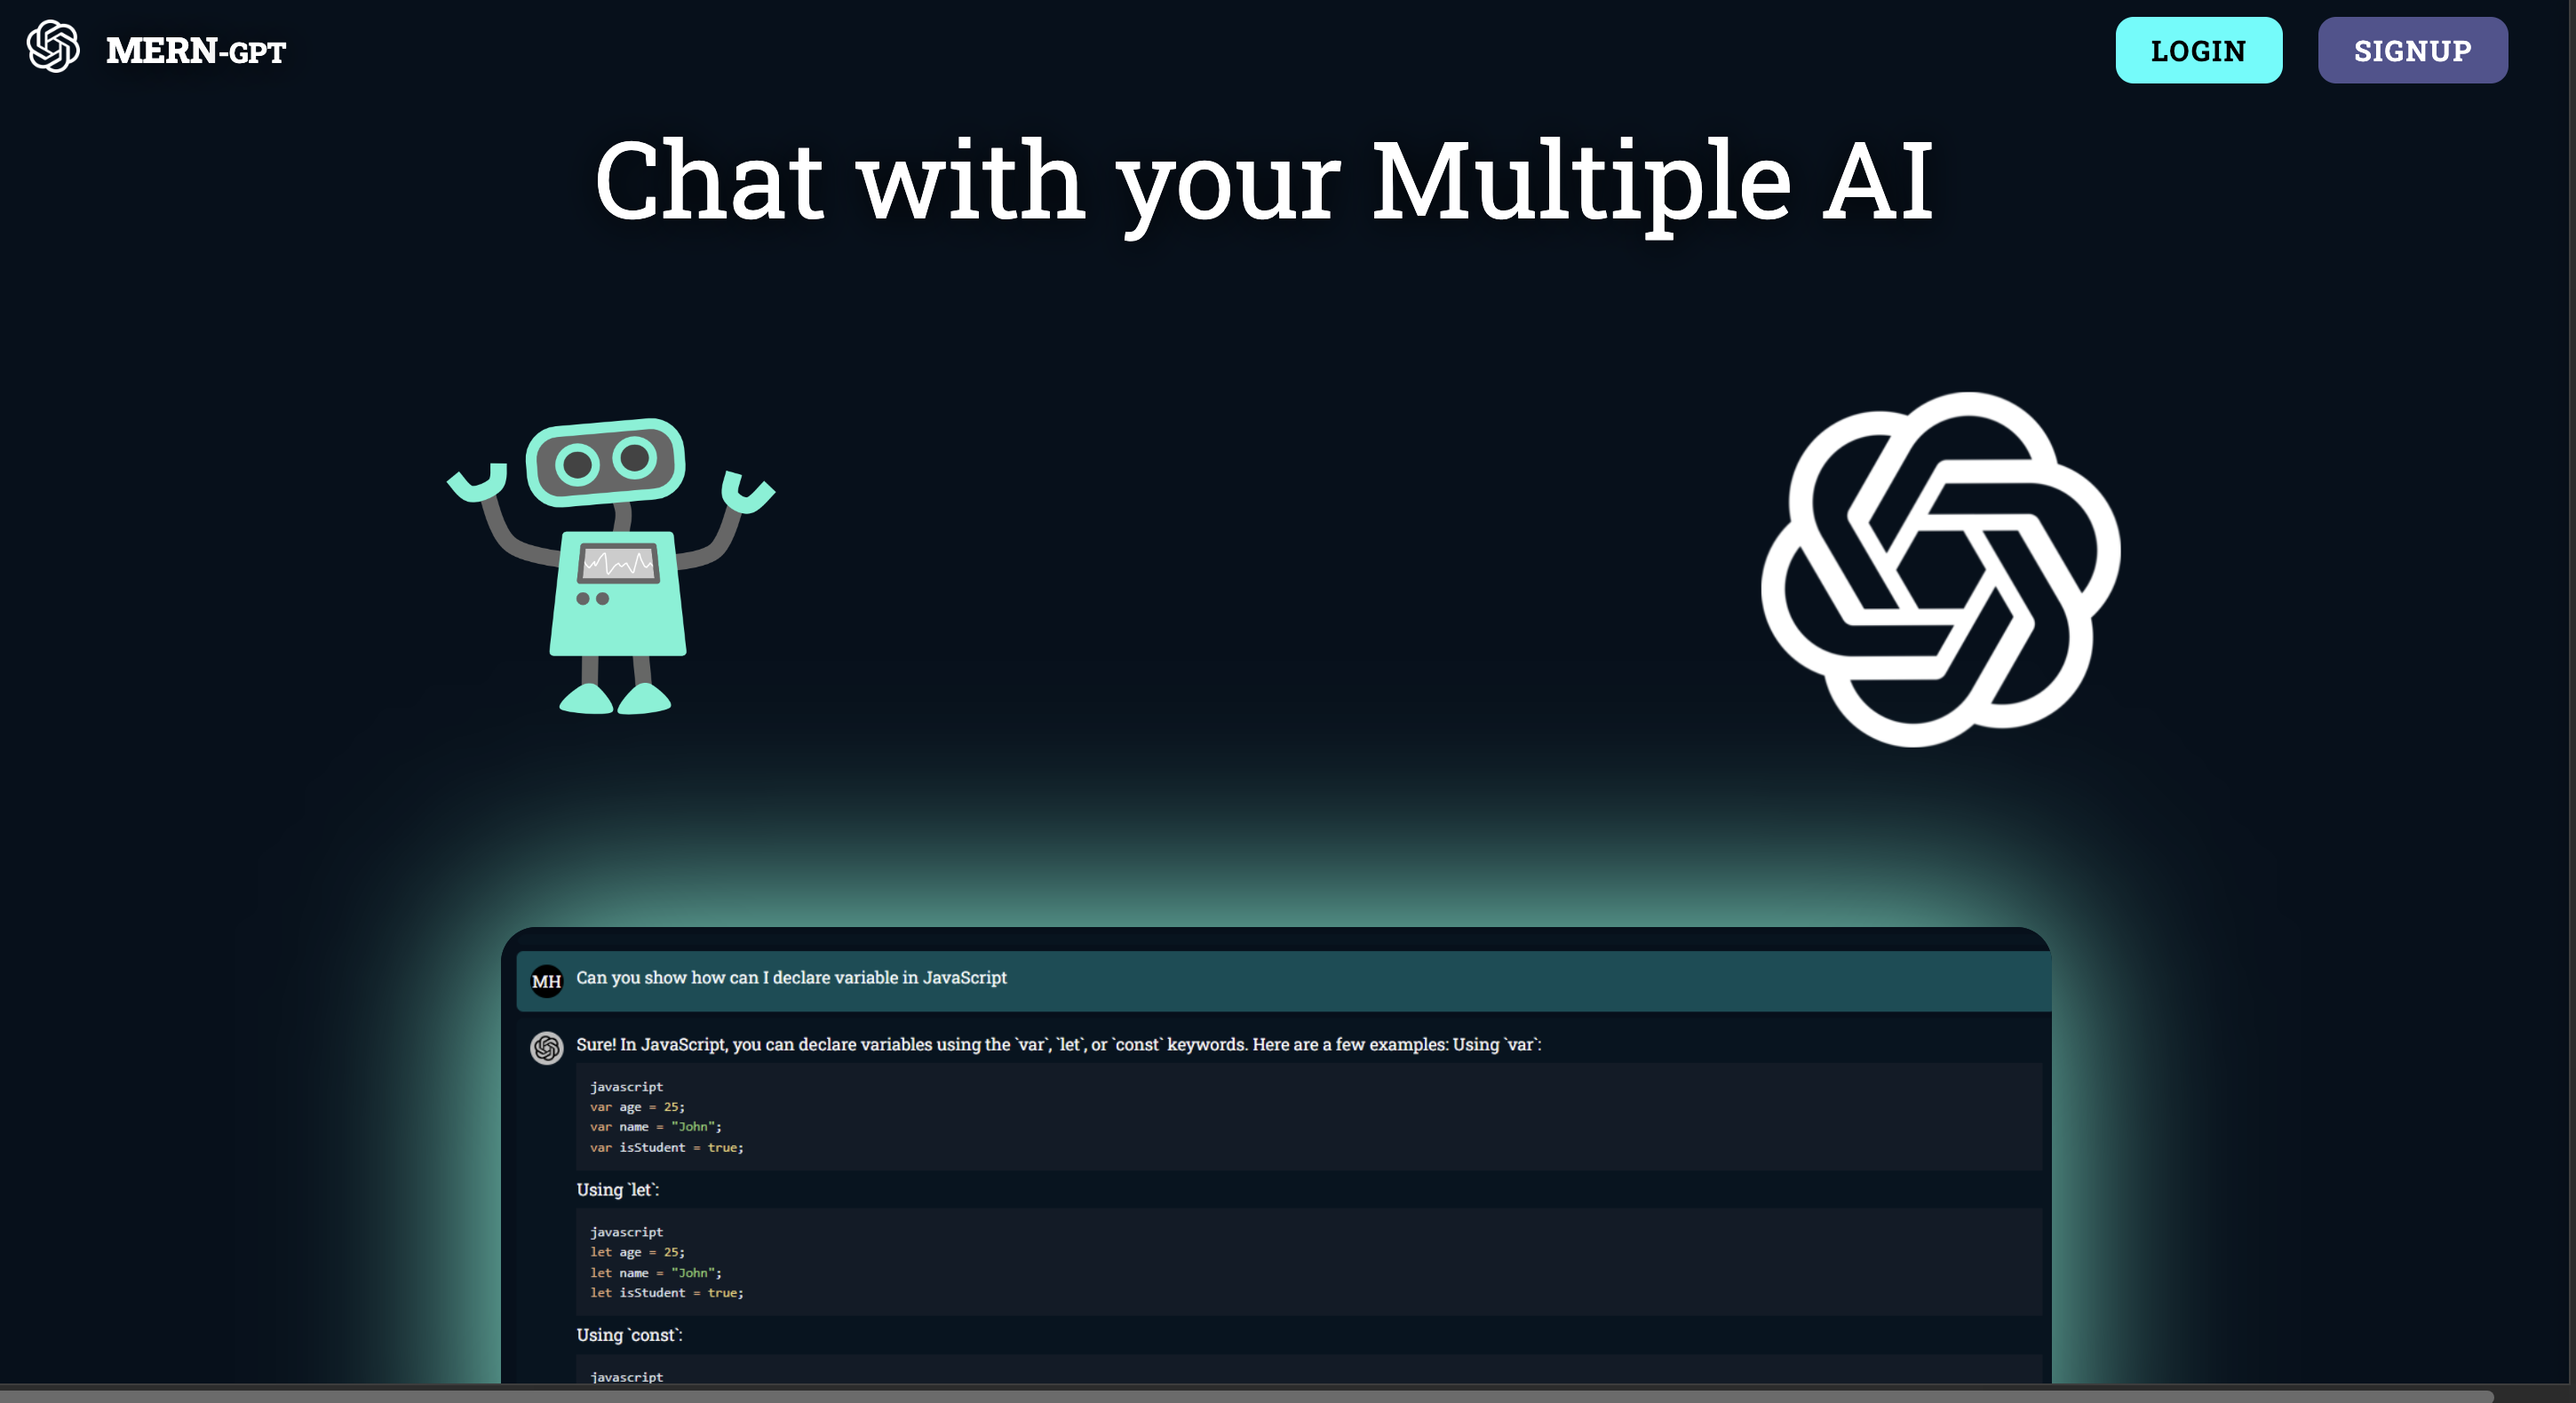 MERN-GPT
LOGIN
SIGNUP
Chat with your Multiple AI
MH
Can you show how can I declare variable in JavaScript
Sure! In JavaScript, you can declare variables using the `var`, `let`, or `const` keywords. Here are a few examples: Using `var`:
javascript
var age = 25;
var name = "John";
var isStudent = true;
Using `let`:
javascript
let age = 25;
let name = "John";
let isStudent = true;
Using `const`:
javascript